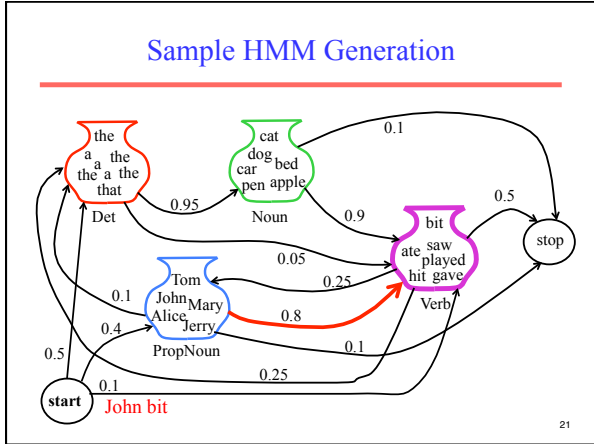 Sample HMM Generation
the
a a the
the a the
that
Det
cat
dog
car bed
pen apple
Noun
0.1
0.95
0.9
bit
ate saw
played
hit gave
Verb
0.5
stop
0.05
0.25
Tom
John
Mary
Alice
Jerry
PropNoun
0.1
0.4
0.8
0.1
0.5
0.25
0.1
start
John bit
21